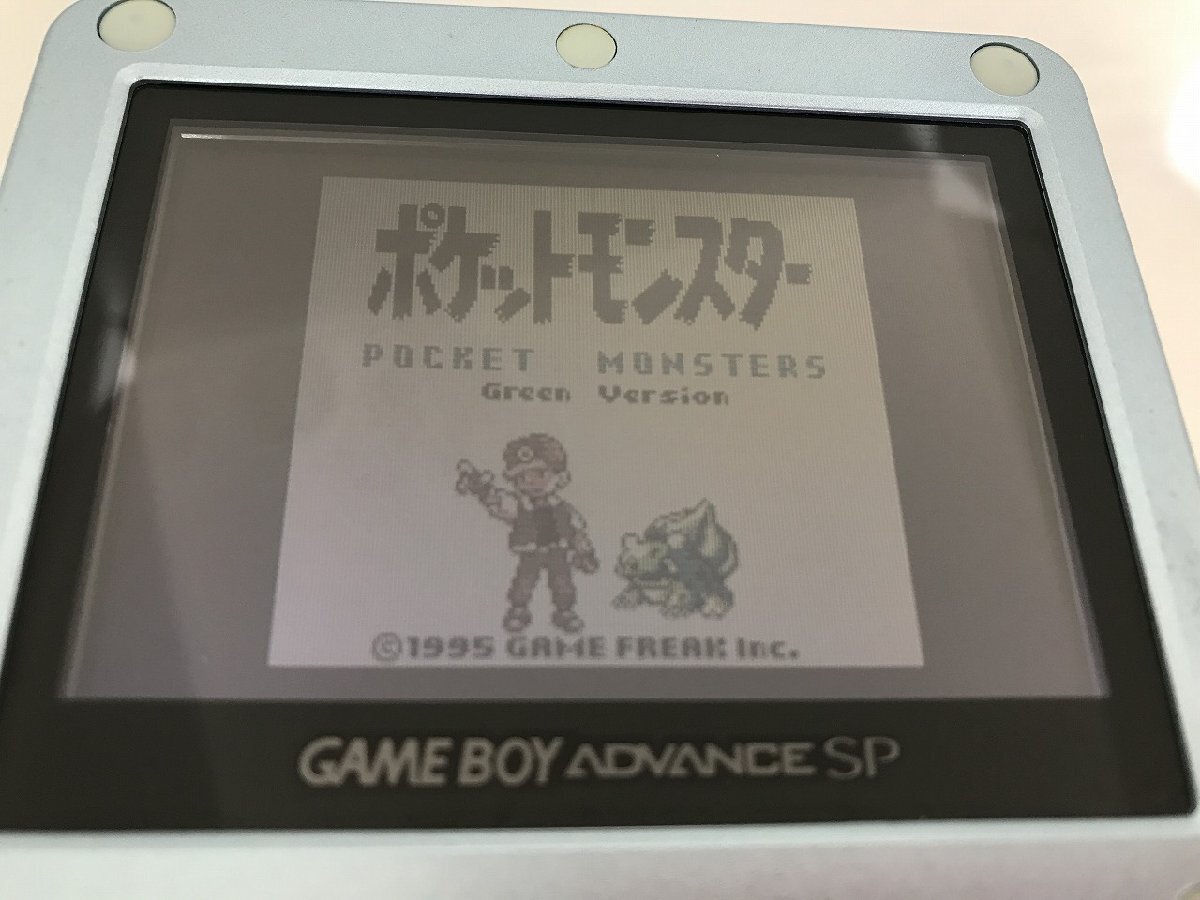 ポケットモンスター
POCKET MONSTERS
Green Version
©1995 GAME FREAK Inc.
GAME BOY ADVANCE SP